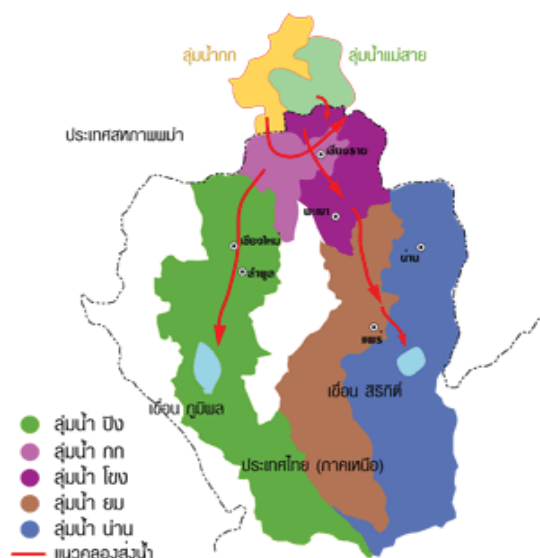 ลุ่มน้ำกก
ลุ่มน้ำแม่สาย
ประเทศสหภาพพม่า
เชียงราย
พะเยา
เชียงใหม่
ลำพูน
น่าน
แพร่
เขื่อน ภูมิพล
เขื่อน สิริกิติ์
ประเทศไทย (ภาคเหนือ)
ลุ่มน้ำ ปิง
ลุ่มน้ำ กก
ลุ่มน้ำ โขง
ลุ่มน้ำ ยม
ลุ่มน้ำ น่าน
แนวคลองส่งน้ำ